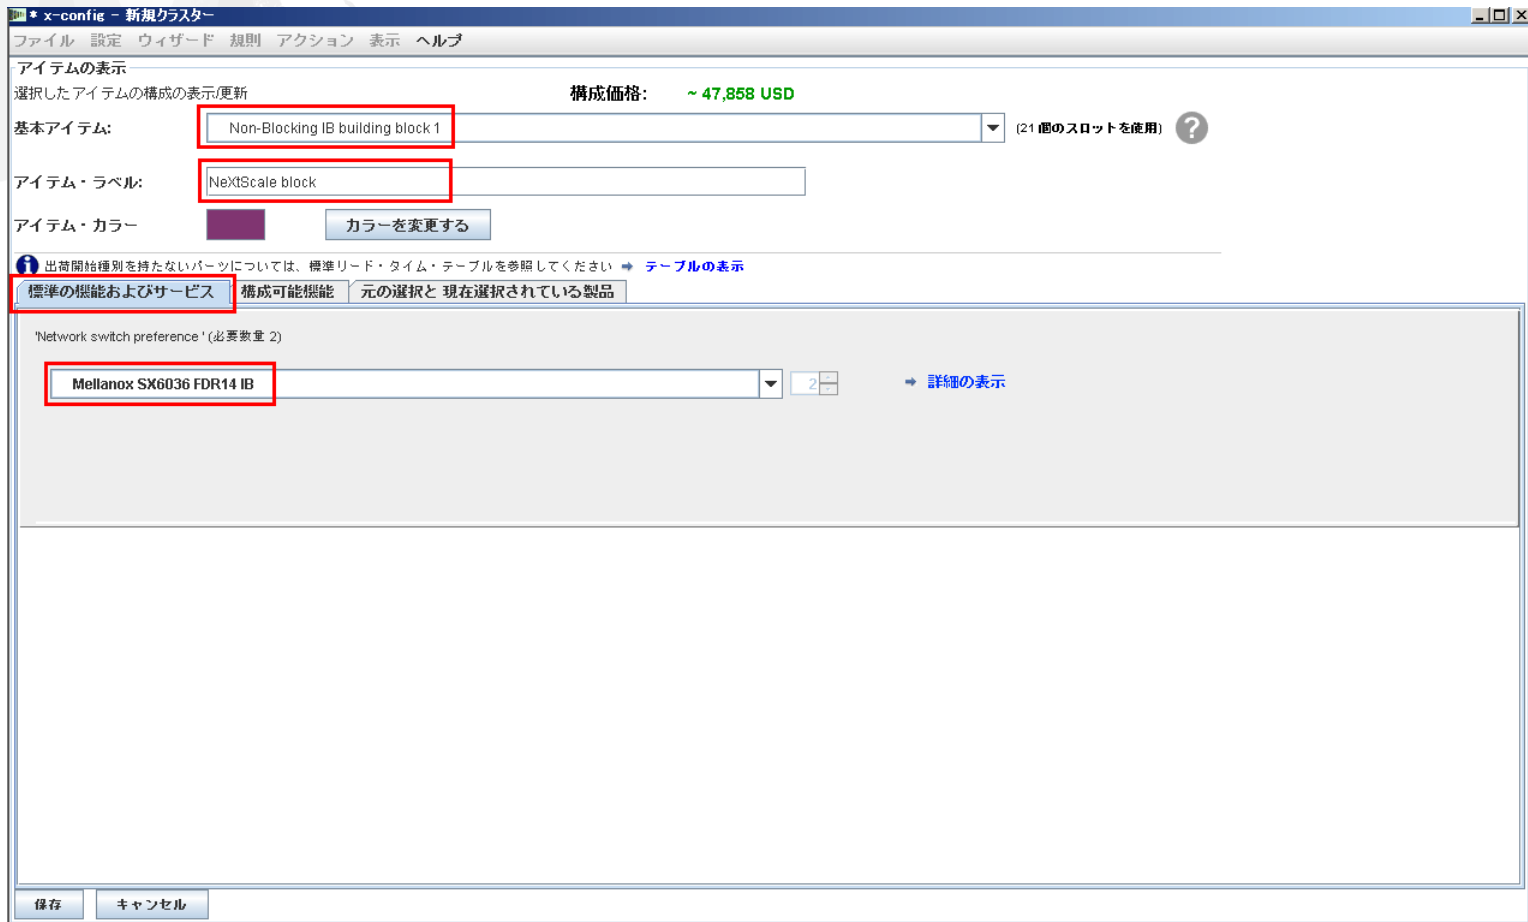 * x-config - 新規クラスター
ファイル 設定 ウィザード 規則 アクション 表示 ヘルプ
アイテムの表示
選択したアイテムの構成の表示/更新 構成価格: ~ 47,858 USD
基本アイテム: Non-Blocking IB building block 1 (21 個のスロットを使用) ?
アイテム・ラベル: NeXtScale block
アイテム・カラー カラーを変更する
i 出荷開始種別を持たないパーツについては、標準リード・タイム・テーブルを参照してください ➡ テーブルの表示
標準の機能およびサービス 構成可能機能 元の選択と 現在選択されている製品
'Network switch preference ' (必要数量 2)
Mellanox SX6036 FDR14 IB 2 ➡ 詳細の表示
保存 キャンセル